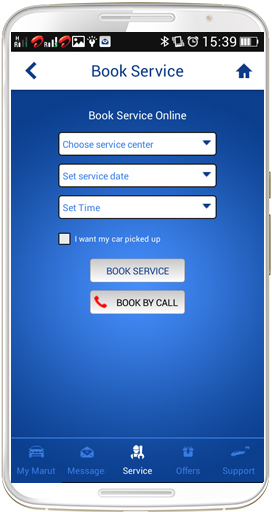 15:39
Book Service
Book Service Online
Choose service center
Set service date
Set Time
I want my car picked up
BOOK SERVICE
BOOK BY CALL
My Marut Message Service Offers Support